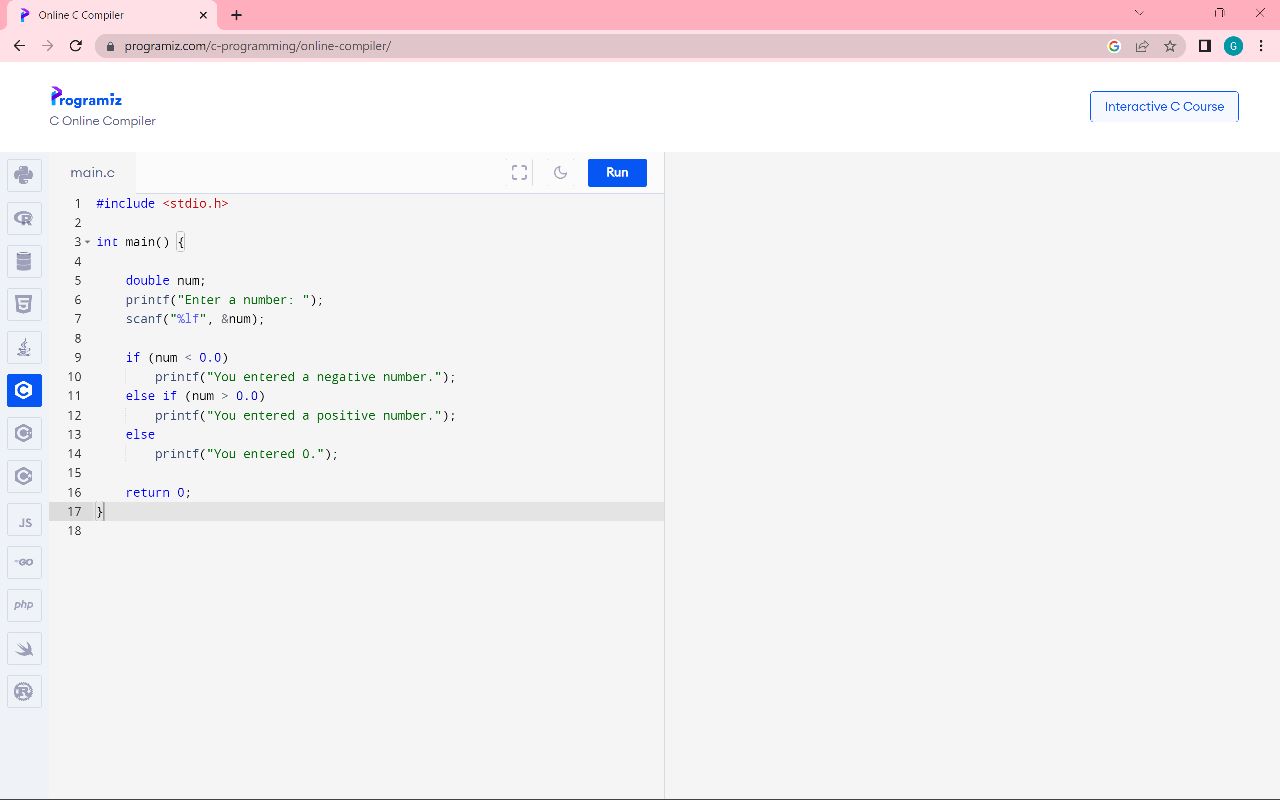 Online C Compiler
programiz.com/c-programming/online-compiler/
G
Programiz
C Online Compiler
Interactive C Course
main.c
Run
1 #include <stdio.h>
2
3 int main() {
4
5 double num;
6 printf("Enter a number: ");
7 scanf("%lf", &num);
8
9 if (num < 0.0)
10 printf("You entered a negative number.");
11 else if (num > 0.0)
12 printf("You entered a positive number.");
13 else
14 printf("You entered 0.");
15
16 return 0;
17 }
18
R
5
C
C
C
JS
GO
php
R